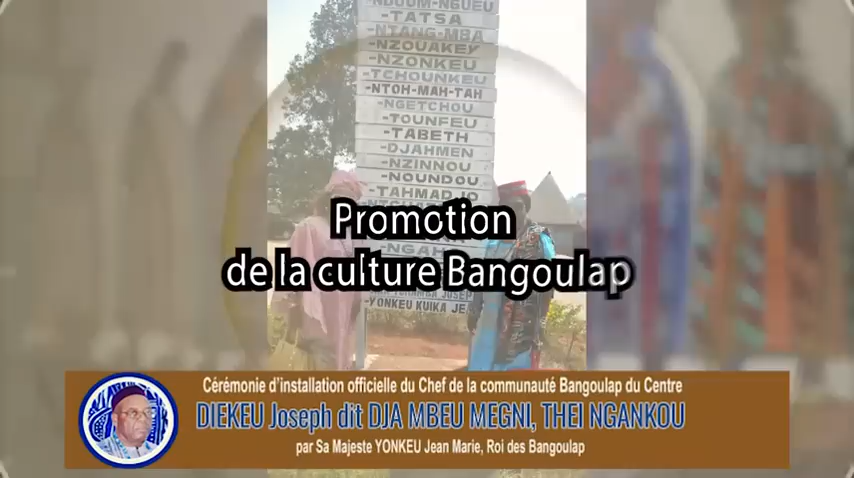 -NDOUM-NGUEU
-TATSA
-NTANG-MBA
-NZOUAKEY
-NZONKEU
-TCHOUNKEU
-NTOH-MAH-TAH
-NGETCHOU
-TOUNFEU
-TABETH
-DJAHMEN
-NZINNOU
-NOUNDOU
-TAHMADJO
Promotion
de la culture Bangoulap
-YONKEU KUIKA JE
Cérémonie d'installation officielle du Chef de la communauté Bangoulap du Centre
DIEKEU Joseph dit DJA MBEU MEGNI, THEI NGANKOU
par Sa Majeste YONKEU Jean Marie, Roi des Bangoulap